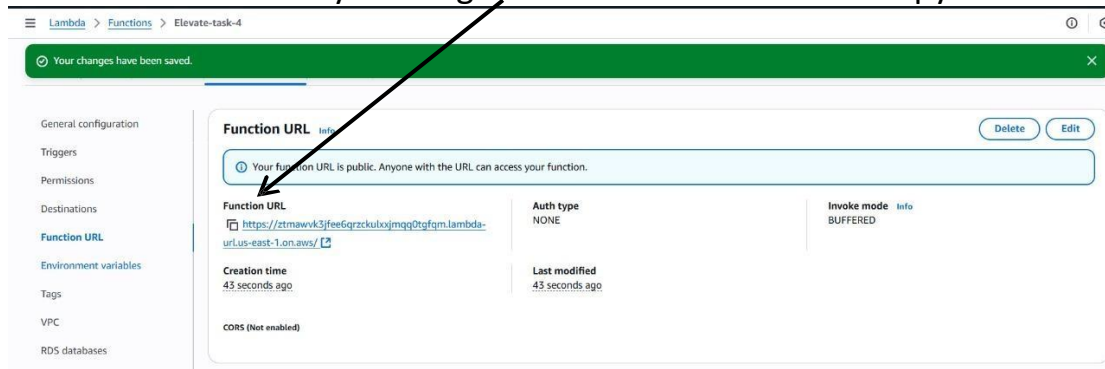 Lambda > Functions > Elevate-task-4
Your changes have been saved.
General configuration
Triggers
Permissions
Destinations
Function URL
Environment variables
Tags
VPC
RDS databases
Function URL Info
Delete
Edit
Your function URL is public. Anyone with the URL can access your function.
Function URL
https://ztmawvk3jfee6qrzckulxxjmqq0tgfqm.lambda-
url.us-east-1.on.aws/
Auth type
NONE
Invoke mode Info
BUFFERED
Creation time
43 seconds ago
Last modified
43 seconds ago
CORS (Not enabled)